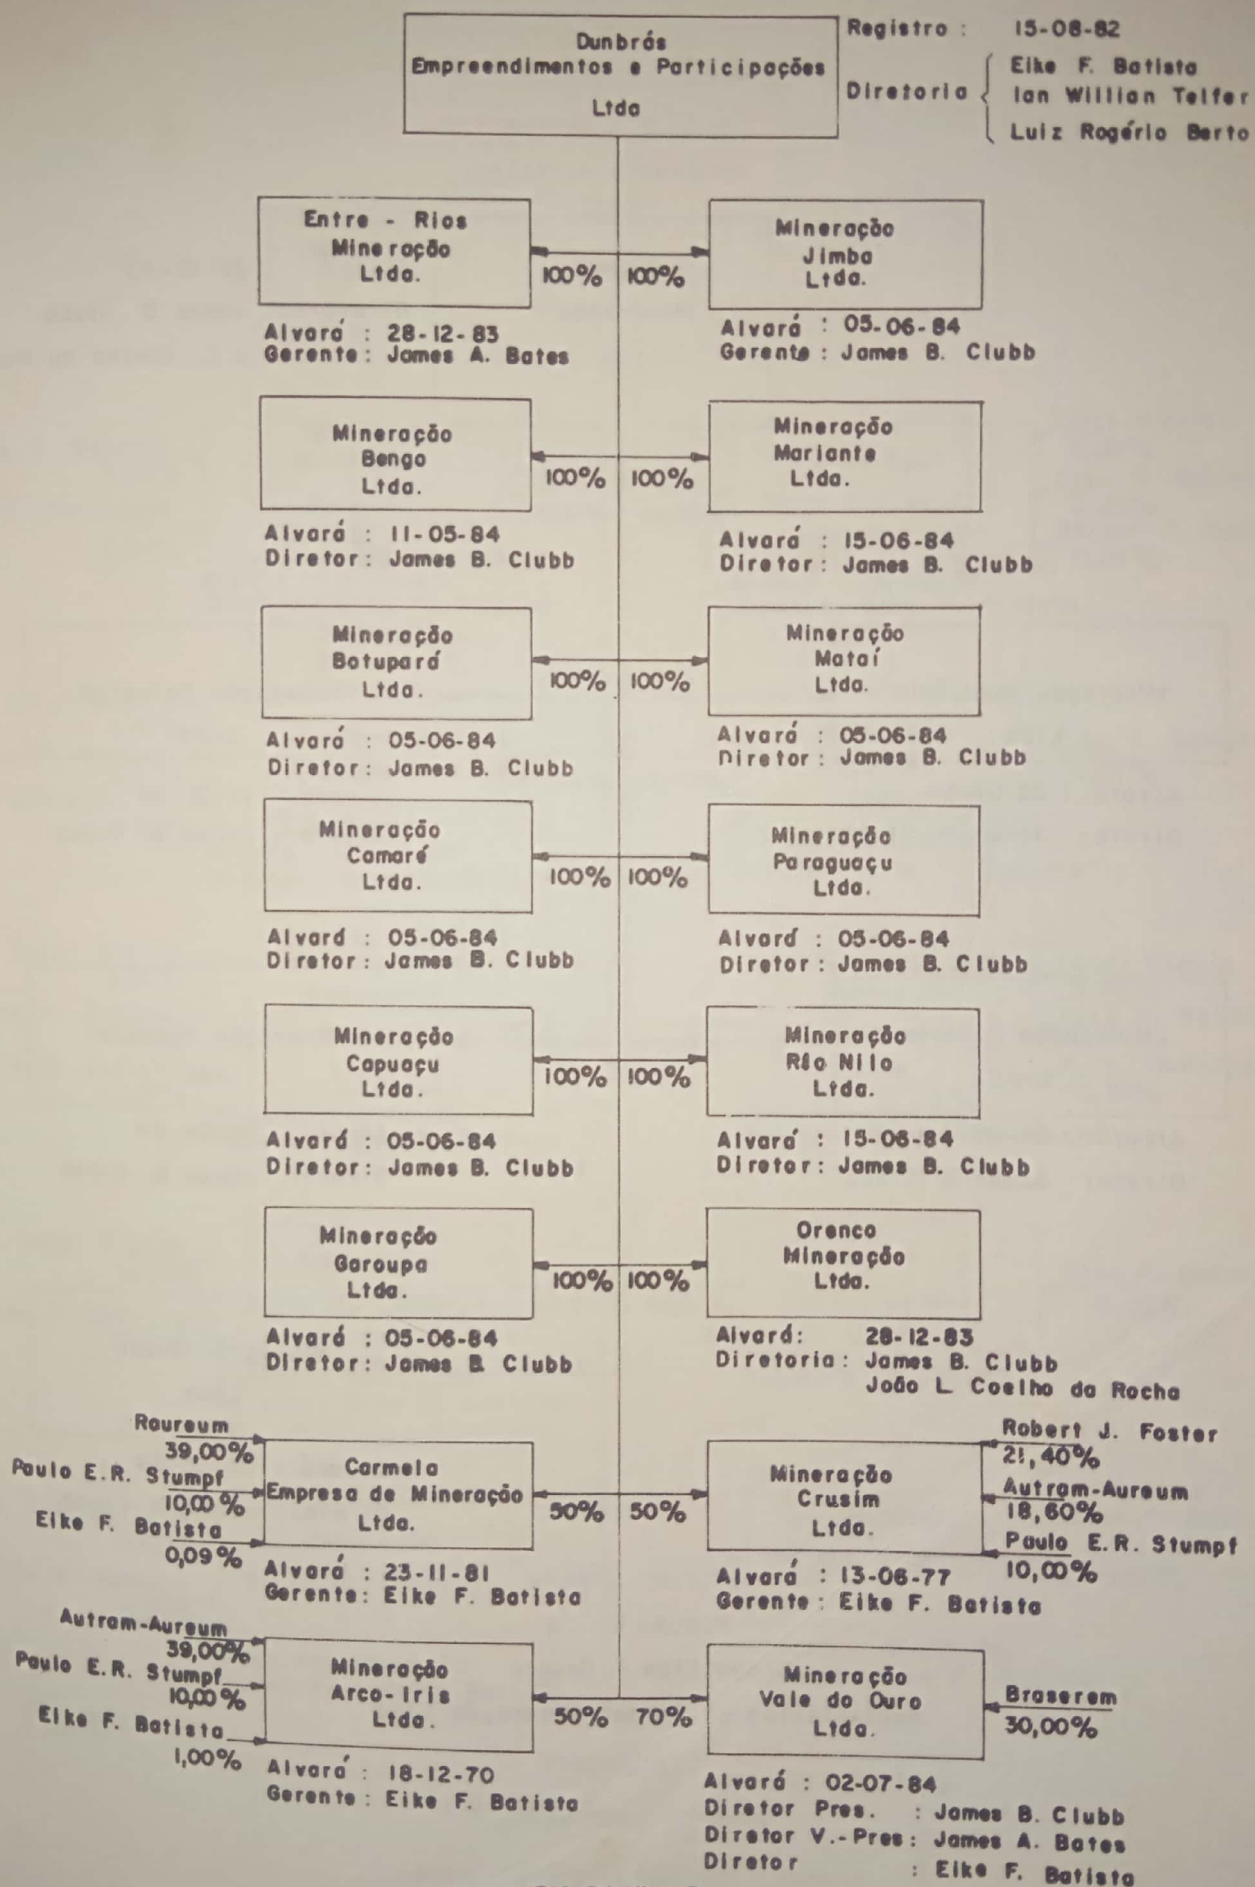 Dunbrás
Empreendimentos e Participações
Ltda
Registro : 15-08-82
Diretoria
Eike F. Batista
Ian Willian Telfer
Luiz Rogério Berto
Entre - Rios
Mineração
Ltda.
100% 100%
Mineração
Jimba
Ltda.
Alvará : 28-12-83
Gerente : James A. Bates
Alvará : 05-06-84
Gerente : James B. Clubb
Mineração
Bengo
Ltda.
100% 100%
Mineração
Mariante
Ltda.
Alvará : 11-05-84
Diretor : James B. Clubb
Alvará : 15-06-84
Diretor : James B. Clubb
Mineração
Botupará
Ltda.
100% 100%
Mineração
Mataí
Ltda.
Alvará : 05-06-84
Diretor : James B. Clubb
Alvará : 05-06-84
Diretor : James B. Clubb
Mineração
Camaré
Ltda.
100% 100%
Mineração
Paraguaçu
Ltda.
Alvará : 05-06-84
Diretor : James B. Clubb
Alvará : 05-06-84
Diretor : James B. Clubb
Mineração
Capuaçu
Ltda.
100% 100%
Mineração
Rio Nilo
Ltda.
Alvará : 05-06-84
Diretor : James B. Clubb
Alvará : 15-06-84
Diretor : James B. Clubb
Mineração
Garoupa
Ltda.
100% 100%
Orenco
Mineração
Ltda.
Alvará : 05-06-84
Diretor : James B. Clubb
Alvará: 28-12-83
Diretoria : James B. Clubb
João L Coelho da Rocha
Raureum
39,00%
Paulo E.R. Stumpf
10,00%
Eike F. Batista
0,09%
Carmela
Empresa de Mineração
Ltda.
50% 50%
Mineração
Crusim
Ltda.
Robert J. Foster
21,40%
Autram-Aureum
18,60%
Paulo E.R. Stumpf
10,00%
Alvará : 23-11-81
Gerente : Eike F. Batista
Alvará : 13-06-77
Gerente : Eike F. Batista
Autram-Aureum
39,00%
Paulo E.R. Stumpf
10,00%
Eike F. Batista
1,00%
Mineração
Arco-Iris
Ltda.
50% 70%
Mineração
Vale do Ouro
Ltda.
Braserem
30,00%
Alvará : 18-12-70
Gerente : Eike F. Batista
Alvará : 02-07-84
Diretor Pres. : James B. Clubb
Diretor V.-Pres : James A. Bates
Diretor : Eike F. Batista